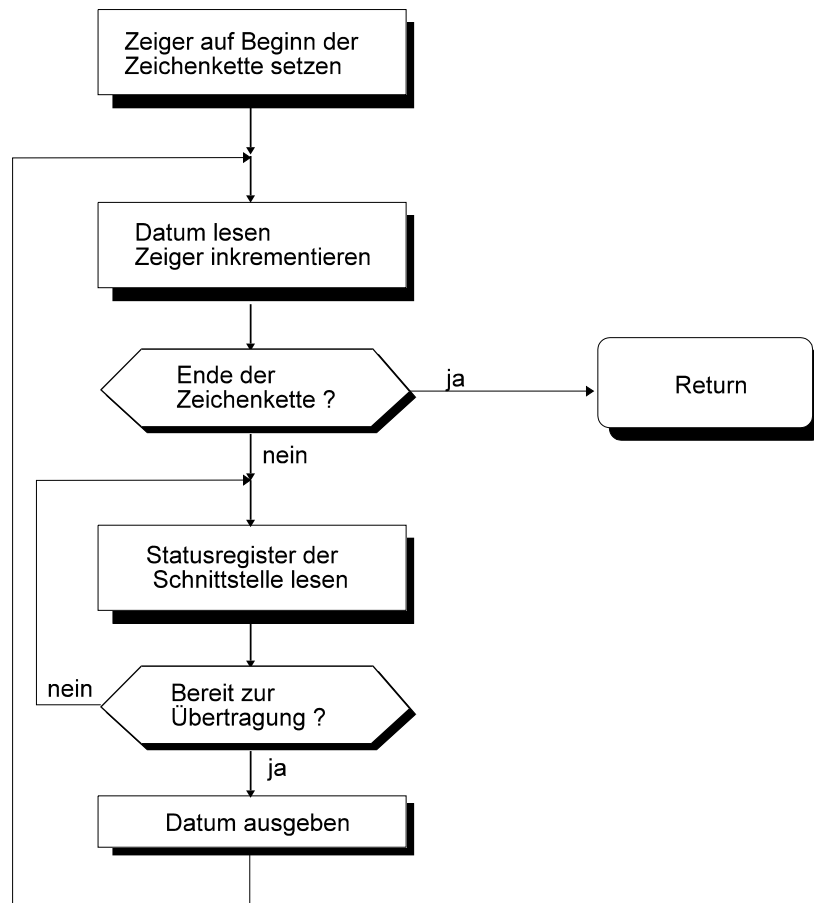 Zeiger auf Beginn der
Zeichenkette setzen
Datum lesen
Zeiger inkrementieren
Ende der
Zeichenkette ?
ja
Return
nein
Statusregister der
Schnittstelle lesen
nein
Bereit zur
Übertragung ?
ja
Datum ausgeben